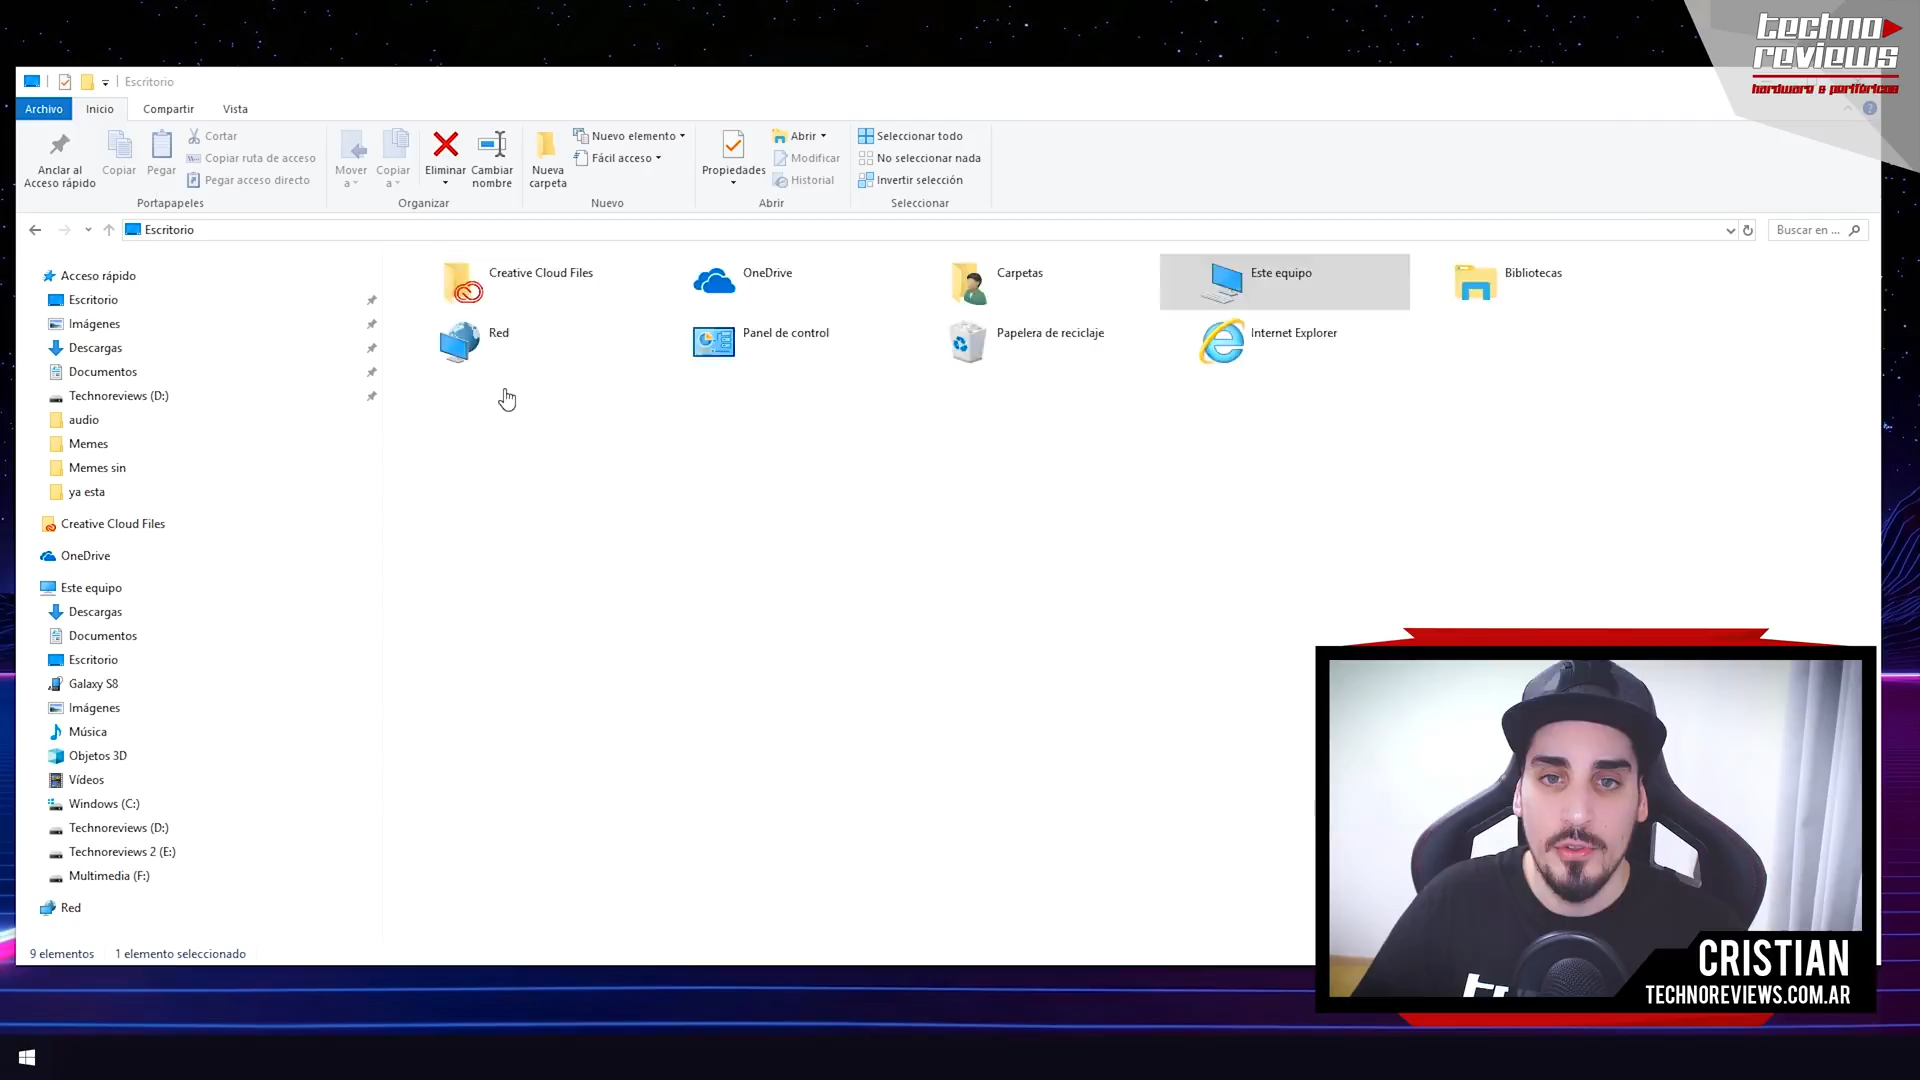 techno
reviews
hardware & periféricos
Escritorio
Archivo
Inicio
Compartir
Vista
Anclar al
Acceso rápido
Copiar
Pegar
Cortar
Copiar ruta de acceso
Pegar acceso directo
Portapapeles
Mover
a
Copiar
a
Eliminar
Cambiar
nombre
Organizar
Nueva
carpeta
Nuevo elemento
Fácil acceso
Nuevo
Propiedades
Abrir
Modificar
Historial
Abrir
Seleccionar todo
No seleccionar nada
Invertir selección
Seleccionar
Escritorio
Buscar en ...
Acceso rápido
Escritorio
Imágenes
Descargas
Documentos
Technoreviews (D:)
audio
Memes
Memes sin
ya esta
Creative Cloud Files
OneDrive
Este equipo
Descargas
Documentos
Escritorio
Galaxy S8
Imágenes
Música
Objetos 3D
Vídeos
Windows (C:)
Technoreviews (D:)
Technoreviews 2 (E:)
Multimedia (F:)
Red
Creative Cloud Files
OneDrive
Carpetas
Este equipo
Bibliotecas
Red
Panel de control
Papelera de reciclaje
Internet Explorer
9 elementos
1 elemento seleccionado
CRISTIAN
TECHNOREVIEWS.COM.AR